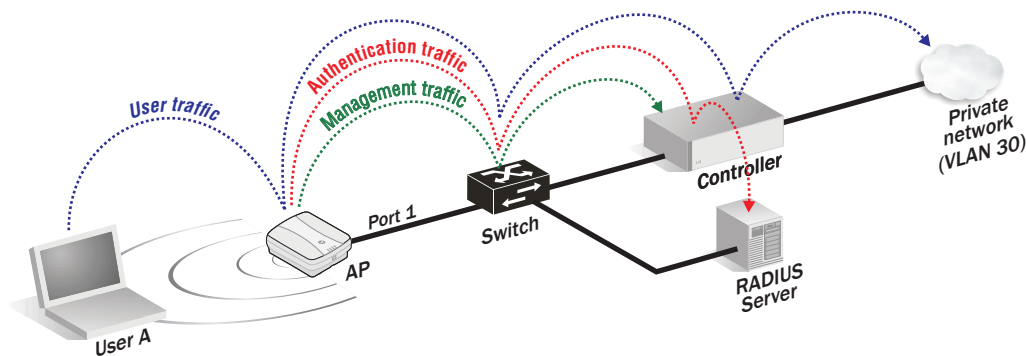 User traffic
Authentication traffic
Management traffic
Private
network
(VLAN 30)
Controller
Port 1
Switch
AP
RADIUS
Server
User A